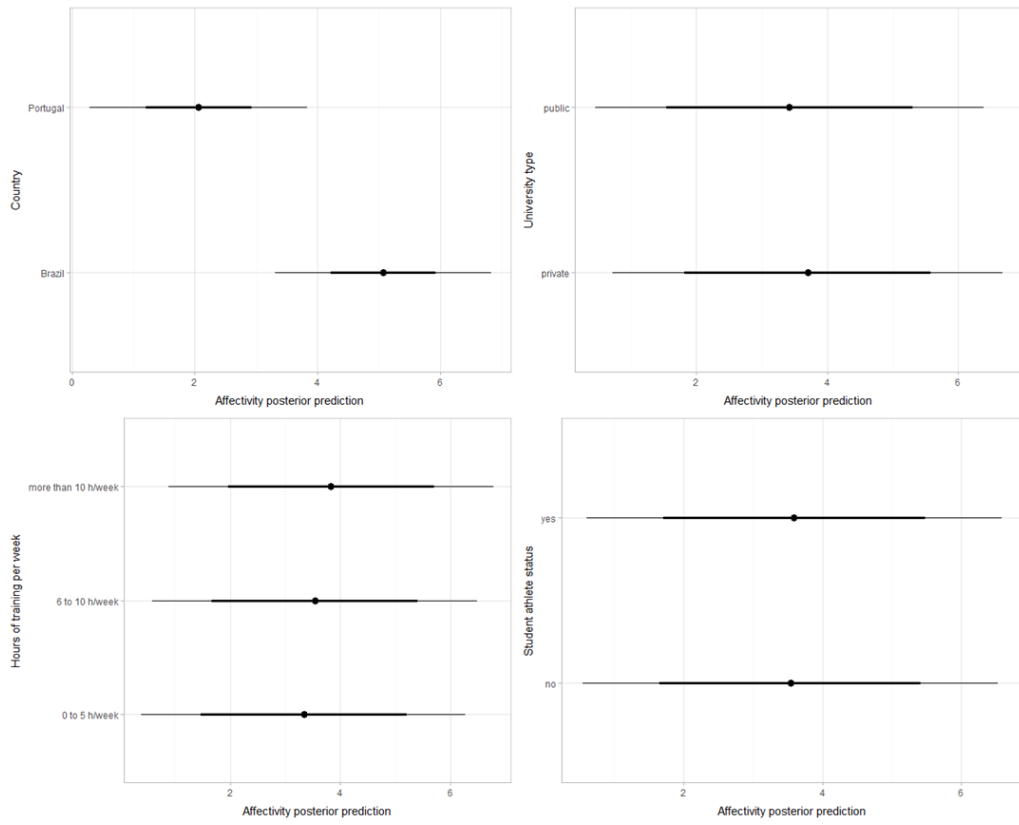 Country
Portugal
Brazil
0 2 4 6
Affectivity posterior prediction
University type
public
private
2 4 6
Affectivity posterior prediction
Hours of training per week
more than 10 h/week
6 to 10 h/week
0 to 5 h/week
2 4 6
Affectivity posterior prediction
Student athlete status
yes
no
2 4 6
Affectivity posterior prediction